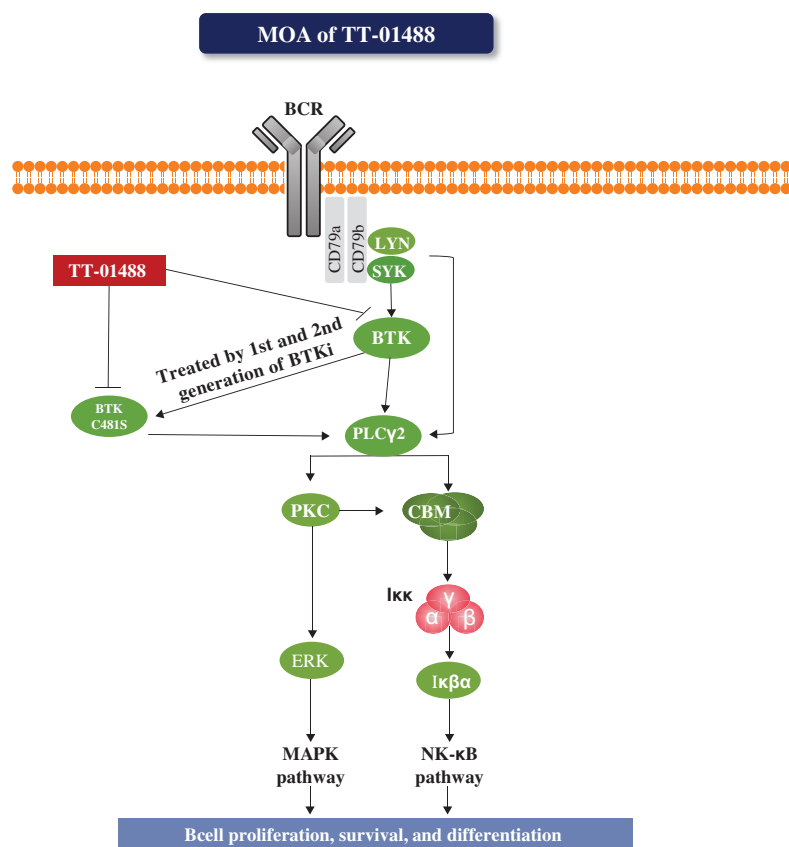 MOA of TT-01488
BCR
CD79a
CD79b
LYN
SYK
TT-01488
BTK
Treated by 1st and 2nd
generation of BTKi
BTK
C481S
PLCγ2
PKC
CBM
Iκκ
γ
α
β
ERK
Iκβα
MAPK
pathway
NK-κB
pathway
Bcell proliferation, survival, and differentiation